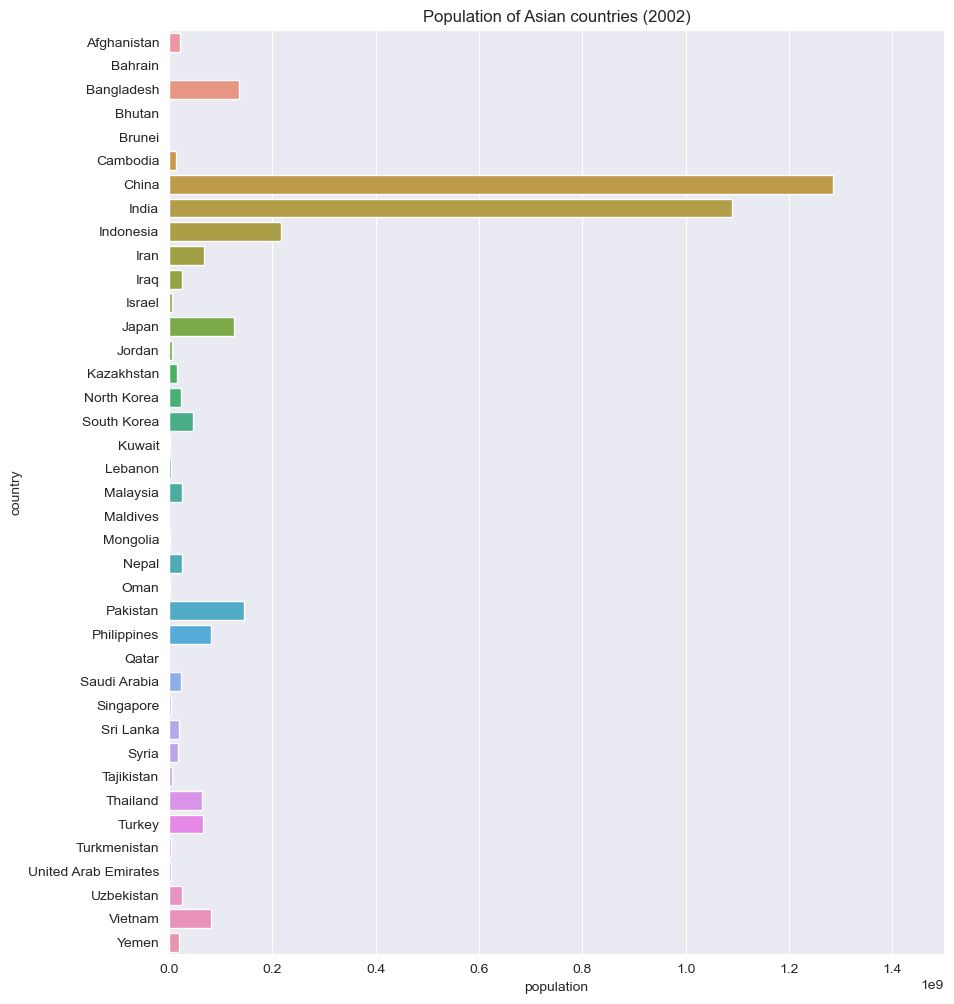 Population of Asian countries (2002)
country
Afghanistan
Bahrain
Bangladesh
Bhutan
Brunei
Cambodia
China
India
Indonesia
Iran
Iraq
Israel
Japan
Jordan
Kazakhstan
North Korea
South Korea
Kuwait
Lebanon
Malaysia
Maldives
Mongolia
Nepal
Oman
Pakistan
Philippines
Qatar
Saudi Arabia
Singapore
Sri Lanka
Syria
Tajikistan
Thailand
Turkey
Turkmenistan
United Arab Emirates
Uzbekistan
Vietnam
Yemen
0.0 0.2 0.4 0.6 0.8 1.0 1.2 1.4
1e9
population